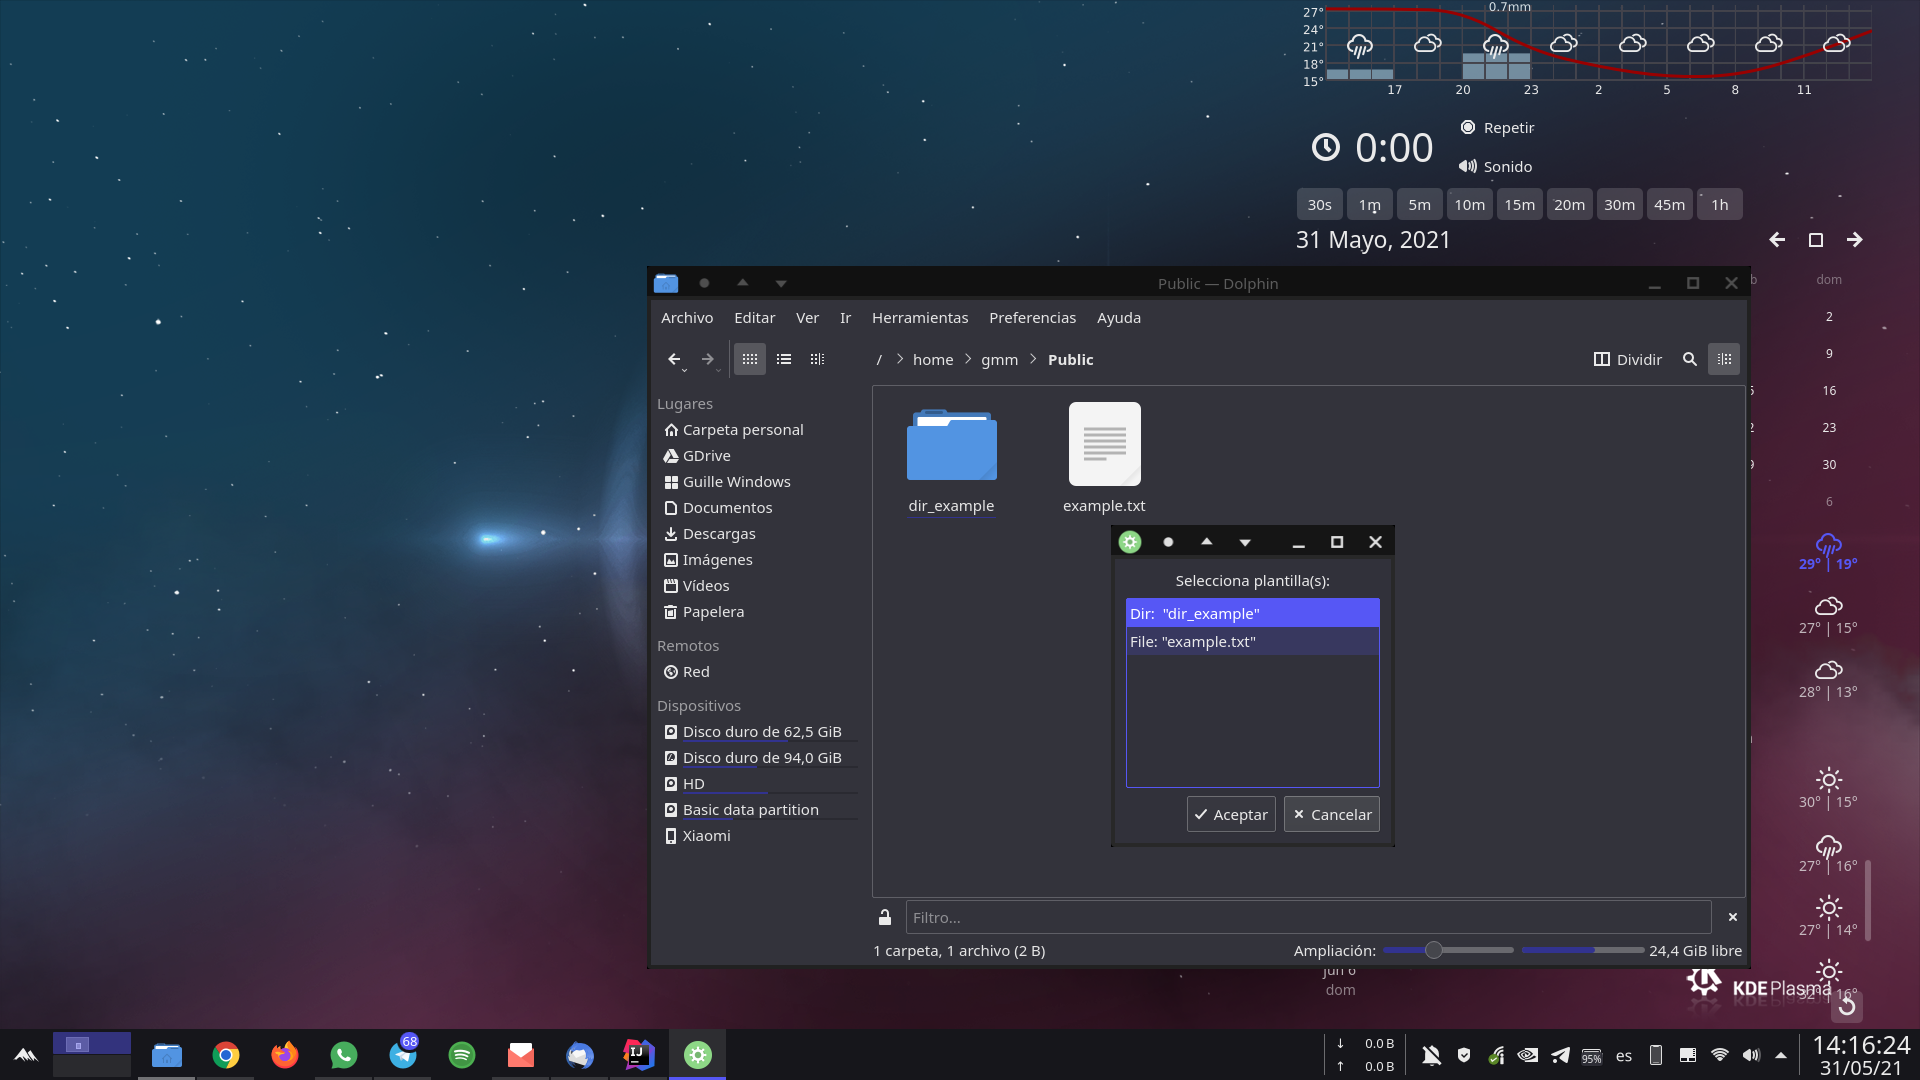 0.7mm
27°
24°
21°
18°
15°
17 20 23 2 5 8 11
0:00
Repetir
Sonido
30s 1m 5m 10m 15m 20m 30m 45m 1h
31 Mayo, 2021
dom
2
9
16
23
30
6
29° | 19°
27° | 15°
28° | 13°
30° | 15°
27° | 16°
27° | 14°
Public — Dolphin
Archivo Editar Ver Ir Herramientas Preferencias Ayuda
/ > home > gmm > Public
Dividir
Lugares
Carpeta personal
GDrive
Guille Windows
Documentos
Descargas
Imágenes
Vídeos
Papelera
Remotos
Red
Dispositivos
Disco duro de 62,5 GiB
Disco duro de 94,0 GiB
HD
Basic data partition
Xiaomi
dir_example
example.txt
Selecciona plantilla(s):
Dir: "dir_example"
File: "example.txt"
Aceptar
Cancelar
Filtro...
1 carpeta, 1 archivo (2 B)
Ampliación:
24,4 GiB libre
jun 6
dom
KDE Plasma
68
IJ
↓ 0.0 B
↑ 0.0 B
95%
es
14:16:24
31/05/21